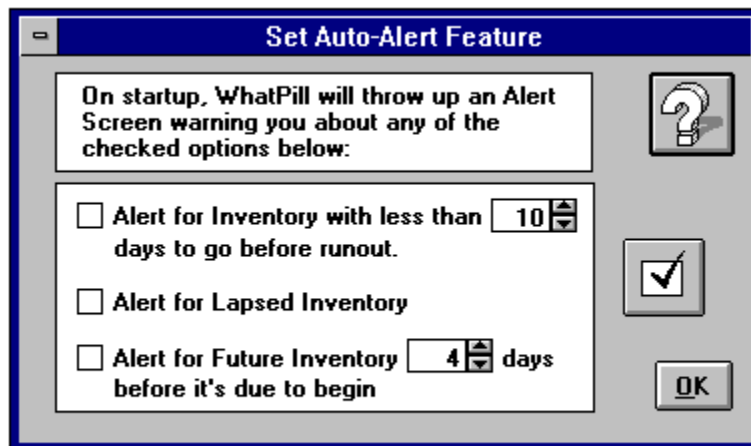 Set Auto-Alert Feature
On startup, WhatPill will throw up an Alert
Screen warning you about any of the
checked options below:
Alert for Inventory with less than 10
days to go before runout.
Alert for Lapsed Inventory
Alert for Future Inventory 4 days
before it's due to begin
OK